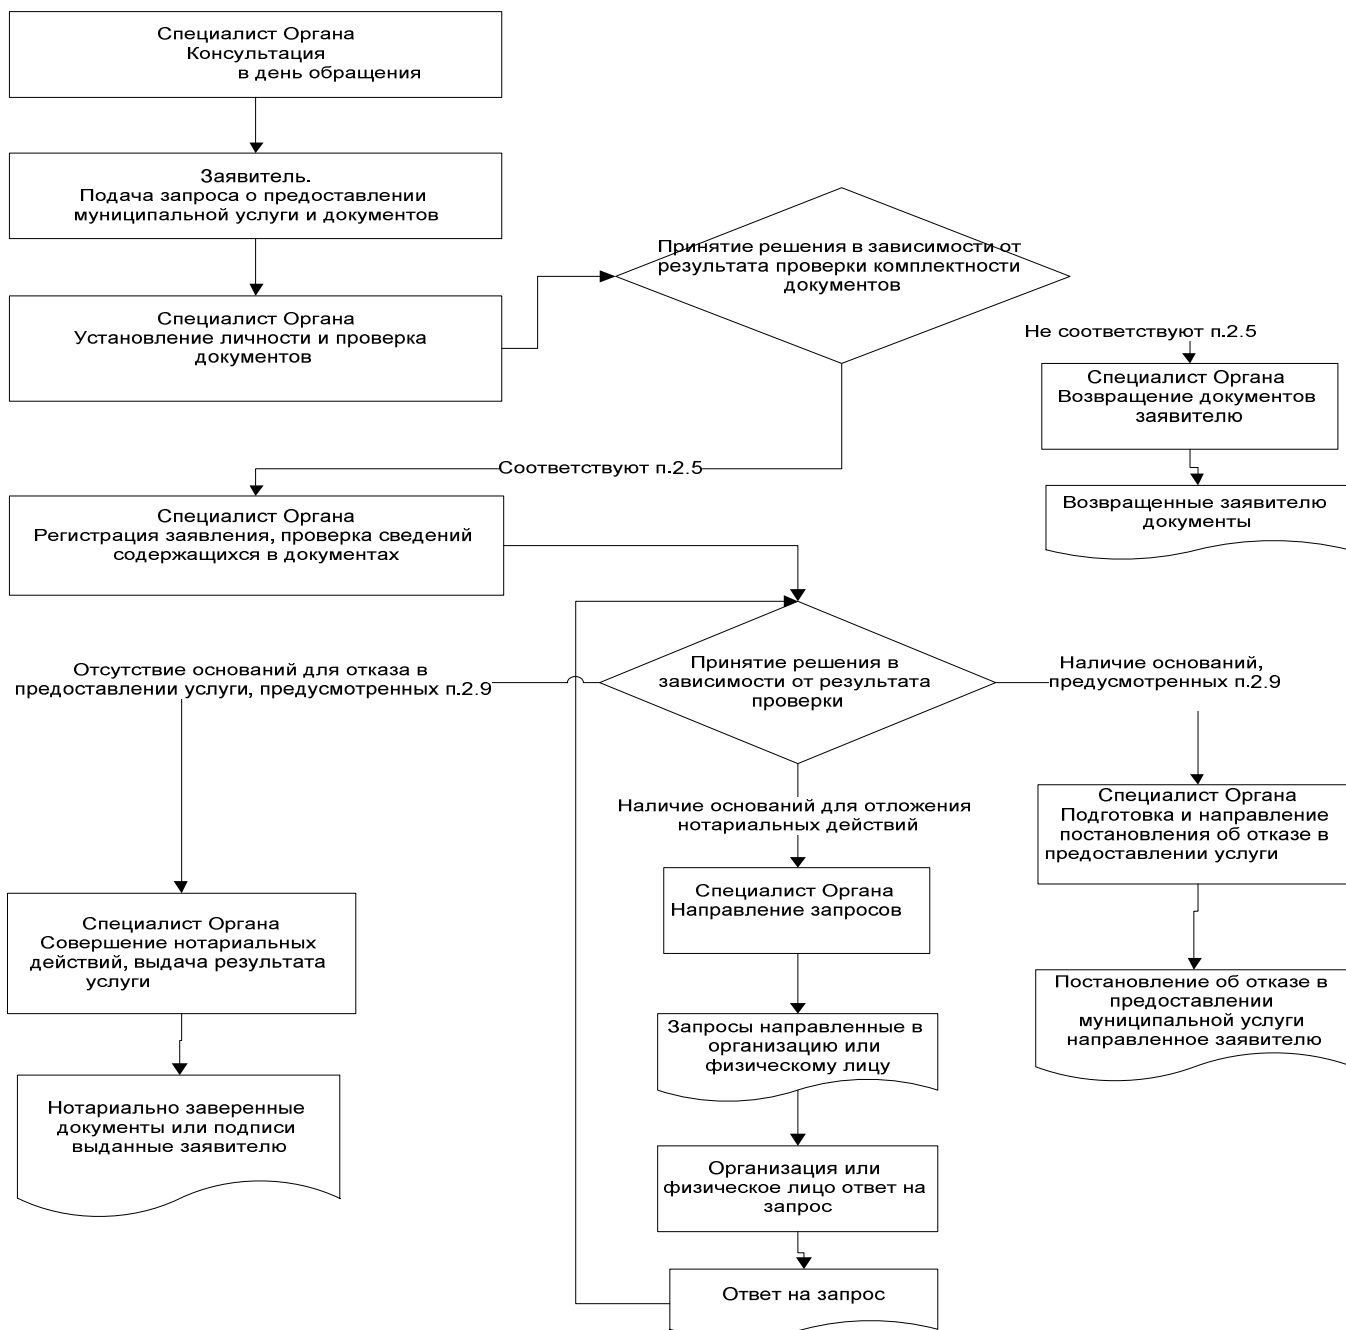 Специалист Органа
Консультация
в день обращения
Заявитель.
Подача запроса о предоставлении
муниципальной услуги и документов
Специалист Органа
Установление личности и проверка
документов
Принятие решения в зависимости от
результата проверки комплектности
документов
Не соответствуют п.2.5
Специалист Органа
Возвращение документов
заявителю
Возвращенные заявителю
документы
Соответствуют п.2.5
Специалист Органа
Регистрация заявления, проверка сведений
содержащихся в документах
Принятие решения в
зависимости от результата
проверки
Отсутствие оснований для отказа в
предоставлении услуги, предусмотренных п.2.9
Наличие оснований,
предусмотренных п.2.9
Наличие оснований для отложения
нотариальных действий
Специалист Органа
Подготовка и направление
постановления об отказе в
предоставлении услуги
Специалист Органа
Направление запросов
Специалист Органа
Совершение нотариальных
действий, выдача результата
услуги
Постановление об отказе в
предоставлении
муниципальной услуги
направленное заявителю
Запросы направленные в
организацию или
физическому лицу
Нотариально заверенные
документы или подписи
выданные заявителю
Организация или
физическое лицо ответ на
запрос
Ответ на запрос